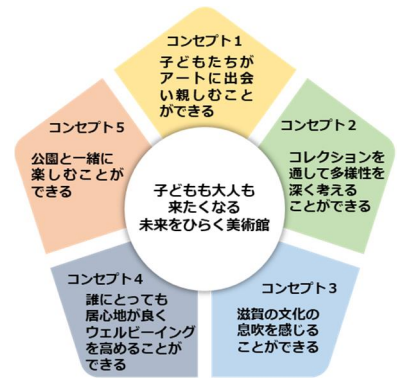 コンセプト1
子どもたちが
アートに出会
い親しむこと
ができる
コンセプト2
コレクションを
通して多様性を
深く考える
ことができる
コンセプト3
滋賀の文化の
息吹を感じる
ことができる
コンセプト4
誰にとっても
居心地が良く
ウェルビーイング
を高めることが
できる
コンセプト5
公園と一緒に
楽しむことが
できる
子どもも大人も
来たくなる
未来をひらく美術館